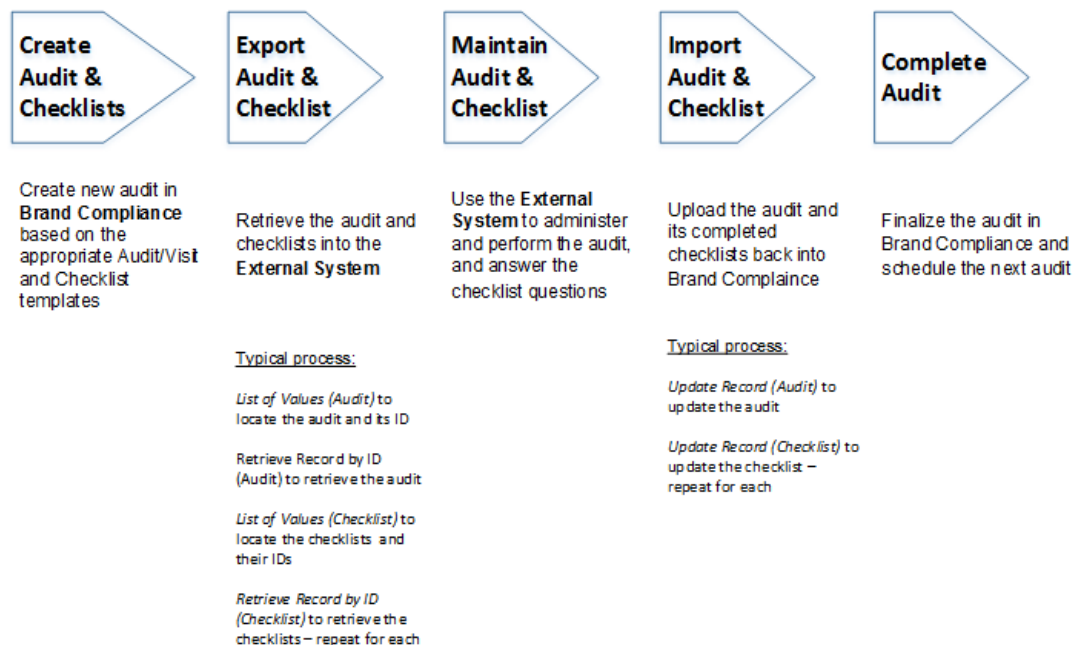 Create
Audit &
Checklists
Export
Audit &
Checklist
Maintain
Audit &
Checklist
Import
Audit &
Checklist
Complete
Audit
Create new audit in
Brand Compliance
based on the
appropriate Audit/Visit
and Checklist
templates
Retrieve the audit and
checklists into the
External System
Typical process:
List of Values (Audit) to
locate the audit and its ID
Retrieve Record by ID
(Audit) to retrieve the audit
List of Values (Checklist) to
locate the checklists and
their IDs
Retrieve Record by ID
(Checklist) to retrieve the
checklists – repeat for each
Use the External
System to administer
and perform the audit,
and answer the
checklist questions
Upload the audit and
its completed
checklists back into
Brand Complaince
Typical process:
Update Record (Audit) to
update the audit
Update Record (Checklist) to
update the checklist –
repeat for each
Finalize the audit in
Brand Compliance and
schedule the next audit